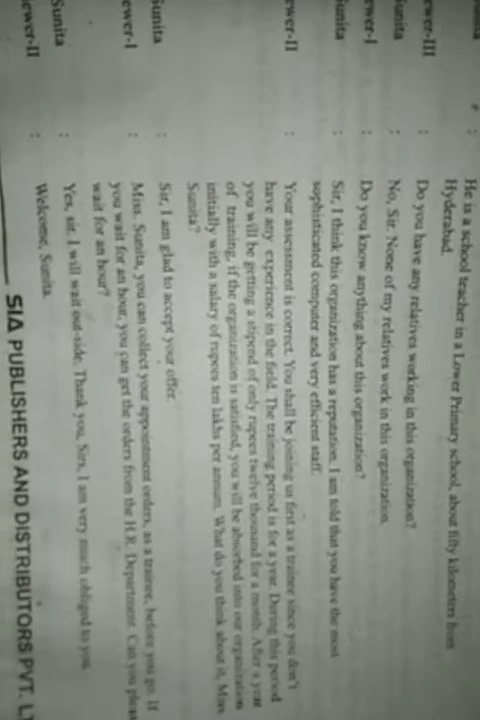 : He is a school teacher in a Lower Primary school, about fifty kilometers from
Hyderabad.
ewer-III : Do you have any relatives working in this organization?
Sunita : No, Sir. None of my relatives work in this organization.
ewer-I : Do you know anything about this organization?
Sunita : Sir, I think this organization has a reputation. I am told that you have the most
sophisticated computer and very efficient staff.
ewer-II : Your assessment is correct. You shall be joining us first as a trainee since you don't
have any experience in the field. The training period is for a year. During this period
you will be getting a stipend of only rupees twelve thousand for a month. After a year
of training, if the organization is satisfied, you will be absorbed into our organization
initially with a salary of rupees ten lakhs per annum. What do you think about it, Miss.
Sunita?
Sunita : Sir, I am glad to accept your offer.
ewer-I : Miss. Sunita, you can collect your appointment orders, as a trainee, before you go. If
you wait for an hour, you can get the orders from the H.R. Department. Can you pleas
wait for an hour?
Sunita : Yes, sir. I will wait out-side. Thank you, Sirs, I am very much obliged to you.
iewer-II : Welcome, Sunita.
SIA PUBLISHERS AND DISTRIBUTORS PVT. LT